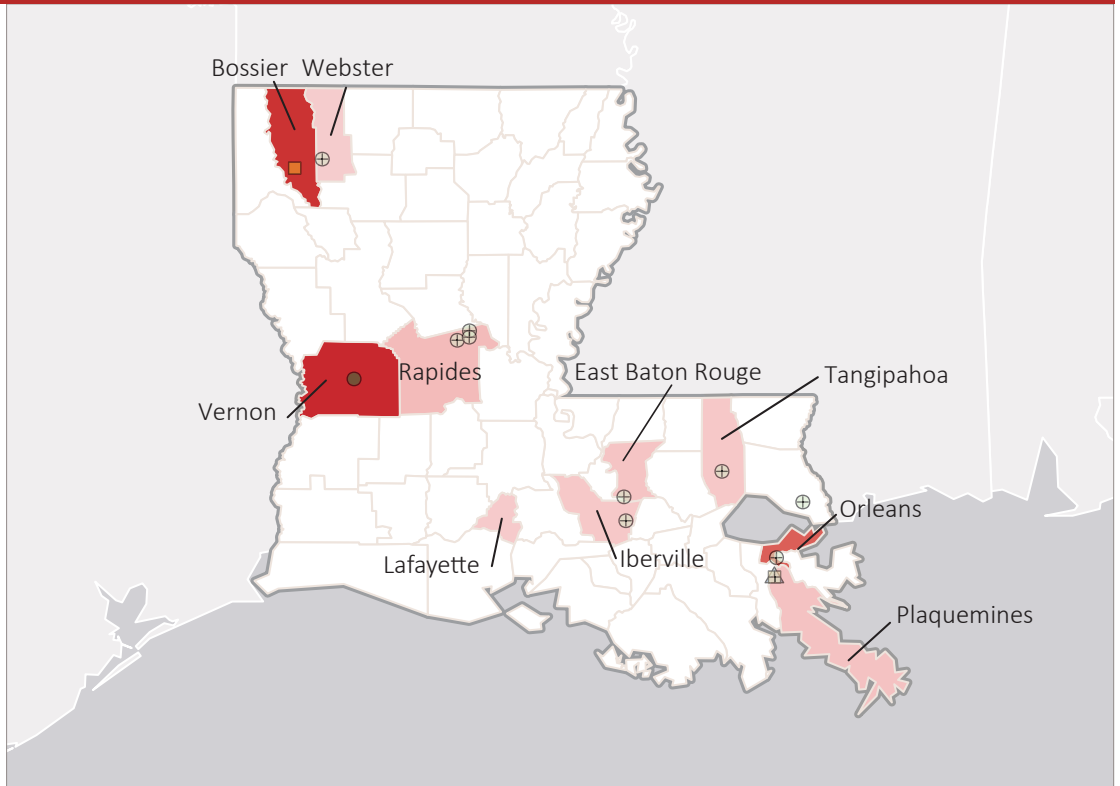 Bossier Webster
Rapides
East Baton Rouge
Tangipahoa
Vernon
Orleans
Lafayette
Iberville
Plaquemines